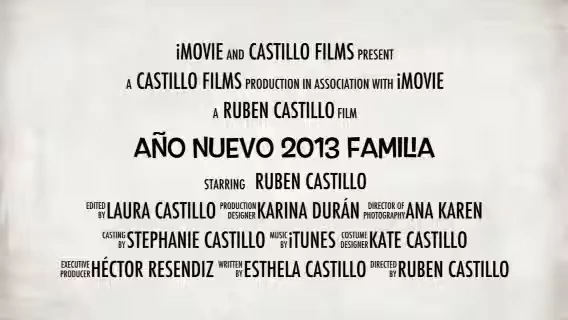 iMOVIE AND CASTILLO FILMS PRESENT
A CASTILLO FILMS PRODUCTION IN ASSOCIATION WITH iMOVIE
A RUBEN CASTILLO FILM
AÑO NUEVO 2013 FAMILIA
STARRING RUBEN CASTILLO
EDITED BY LAURA CASTILLO PRODUCTION DESIGNER KARINA DURÁN DIRECTOR OF PHOTOGRAPHY ANA KAREN
CASTING BY STEPHANIE CASTILLO MUSIC BY iTUNES COSTUME DESIGNER KATE CASTILLO
EXECUTIVE PRODUCER HÉCTOR RESENDIZ WRITTEN BY ESTHELA CASTILLO DIRECTED BY RUBEN CASTILLO